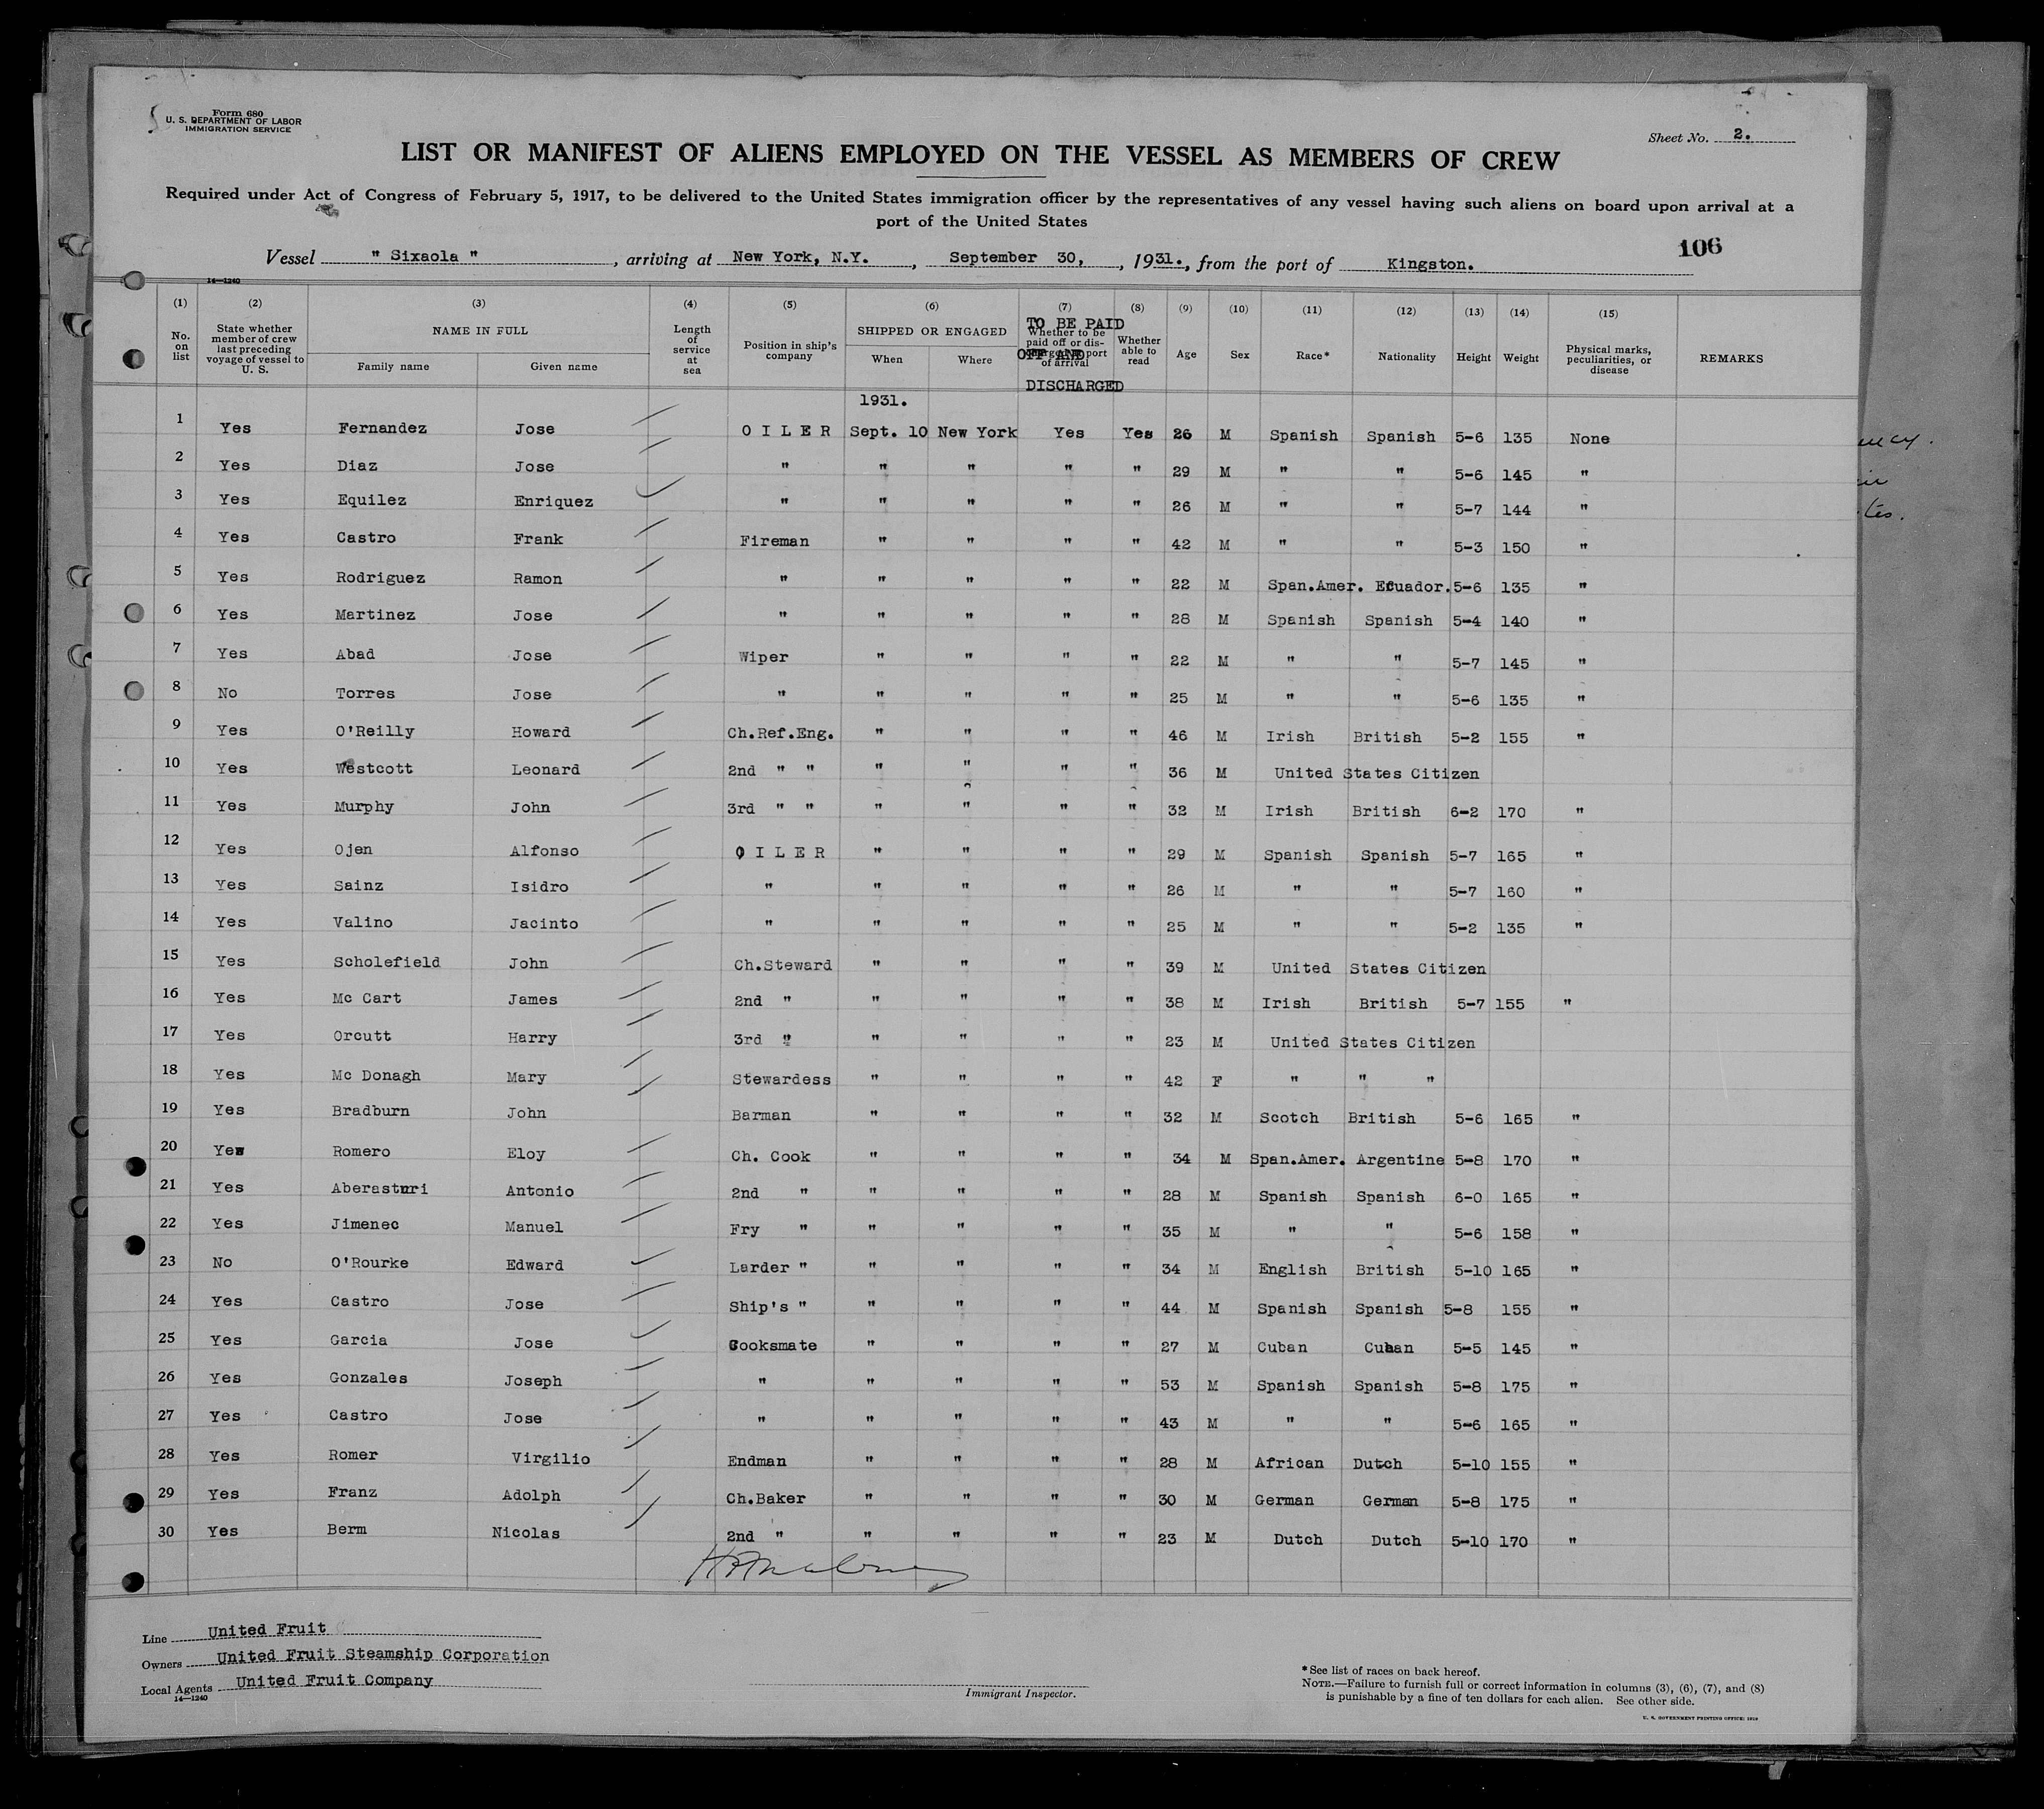 Form 680
U. S. DEPARTMENT OF LABOR
IMMIGRATION SERVICE
Sheet No. 2.
LIST OR MANIFEST OF ALIENS EMPLOYED ON THE VESSEL AS MEMBERS OF CREW
Required under Act of Congress of February 5, 1917, to be delivered to the United States immigration officer by the representatives of any vessel having such aliens on board upon arrival at a
port of the United States
106
Vessel " Sixaola " , arriving at New York, N.Y. , September 30, , 1931., from the port of Kingston.
14—1240
(1) (2) (3) (4) (5) (6) (7) (8) (9) (10) (11) (12) (13) (14) (15)
No. on list State whether member of crew last preceding voyage of vessel to U. S. NAME IN FULL Family name Given name Length of service at sea Position in ship's company SHIPPED OR ENGAGED When Where Whether to be paid off or discharged at port of arrival Whether able to read Age Sex Race* Nationality Height Weight Physical marks, peculiarities, or disease REMARKS
TO BE PAID
OFF AND
DISCHARGED
1931.
1 Yes Fernandez Jose O I L E R Sept. 10 New York Yes Yes 26 M Spanish Spanish 5-6 135 None
2 Yes Diaz Jose " " " " " 29 M " " 5-6 145 "
3 Yes Equilez Enriquez " " " " " 26 M " " 5-7 144 "
4 Yes Castro Frank Fireman " " " " 42 M " " 5-3 150 "
5 Yes Rodriguez Ramon " " " " " 22 M Span.Amer. Ecuador. 5-6 135 "
6 Yes Martinez Jose " " " " " 28 M Spanish Spanish 5-4 140 "
7 Yes Abad Jose Wiper " " " " 22 M " " 5-7 145 "
8 No Torres Jose " " " " " 25 M " " 5-6 135 "
9 Yes O'Reilly Howard Ch.Ref.Eng. " " " " 46 M Irish British 5-2 155 "
10 Yes Westcott Leonard 2nd " " " " " " 36 M United States Citizen
11 Yes Murphy John 3rd " " " " " " 32 M Irish British 6-2 170 "
12 Yes Ojen Alfonso O I L E R " " " " 29 M Spanish Spanish 5-7 165 "
13 Yes Sainz Isidro " " " " " 26 M " " 5-7 160 "
14 Yes Valino Jacinto " " " " " 25 M " " 5-2 135 "
15 Yes Scholefield John Ch.Steward " " " " 39 M United States Citizen
16 Yes Mc Cart James 2nd " " " " " 38 M Irish British 5-7 155 "
17 Yes Orcutt Harry 3rd " " " " " 23 M United States Citizen
18 Yes Mc Donagh Mary Stewardess " " " " 42 F " " "
19 Yes Bradburn John Barman " " " " 32 M Scotch British 5-6 165 "
20 Yes Romero Eloy Ch. Cook " " " " 34 M Span.Amer. Argentine 5-8 170 "
21 Yes Aberasturi Antonio 2nd " " " " " 28 M Spanish Spanish 6-0 165 "
22 Yes Jimenec Manuel Fry " " " " " 35 M " " 5-6 158 "
23 No O'Rourke Edward Larder " " " " " 34 M English British 5-10 165 "
24 Yes Castro Jose Ship's " " " " " 44 M Spanish Spanish 5-8 155 "
25 Yes Garcia Jose Cooksmate " " " " 27 M Cuban Cuban 5-5 145 "
26 Yes Gonzales Joseph " " " " " 53 M Spanish Spanish 5-8 175 "
27 Yes Castro Jose " " " " " 43 M " " 5-6 165 "
28 Yes Romer Virgilio Endman " " " " 28 M African Dutch 5-10 155 "
29 Yes Franz Adolph Ch.Baker " " " " 30 M German German 5-8 175 "
30 Yes Berm Nicolas 2nd " " " " " 23 M Dutch Dutch 5-10 170 "
Line United Fruit
Owners United Fruit Steamship Corporation
Local Agents United Fruit Company
14—1240
Immigrant Inspector.
*See list of races on back hereof.
NOTE.—Failure to furnish full or correct information in columns (3), (6), (7), and (8)
is punishable by a fine of ten dollars for each alien. See other side.